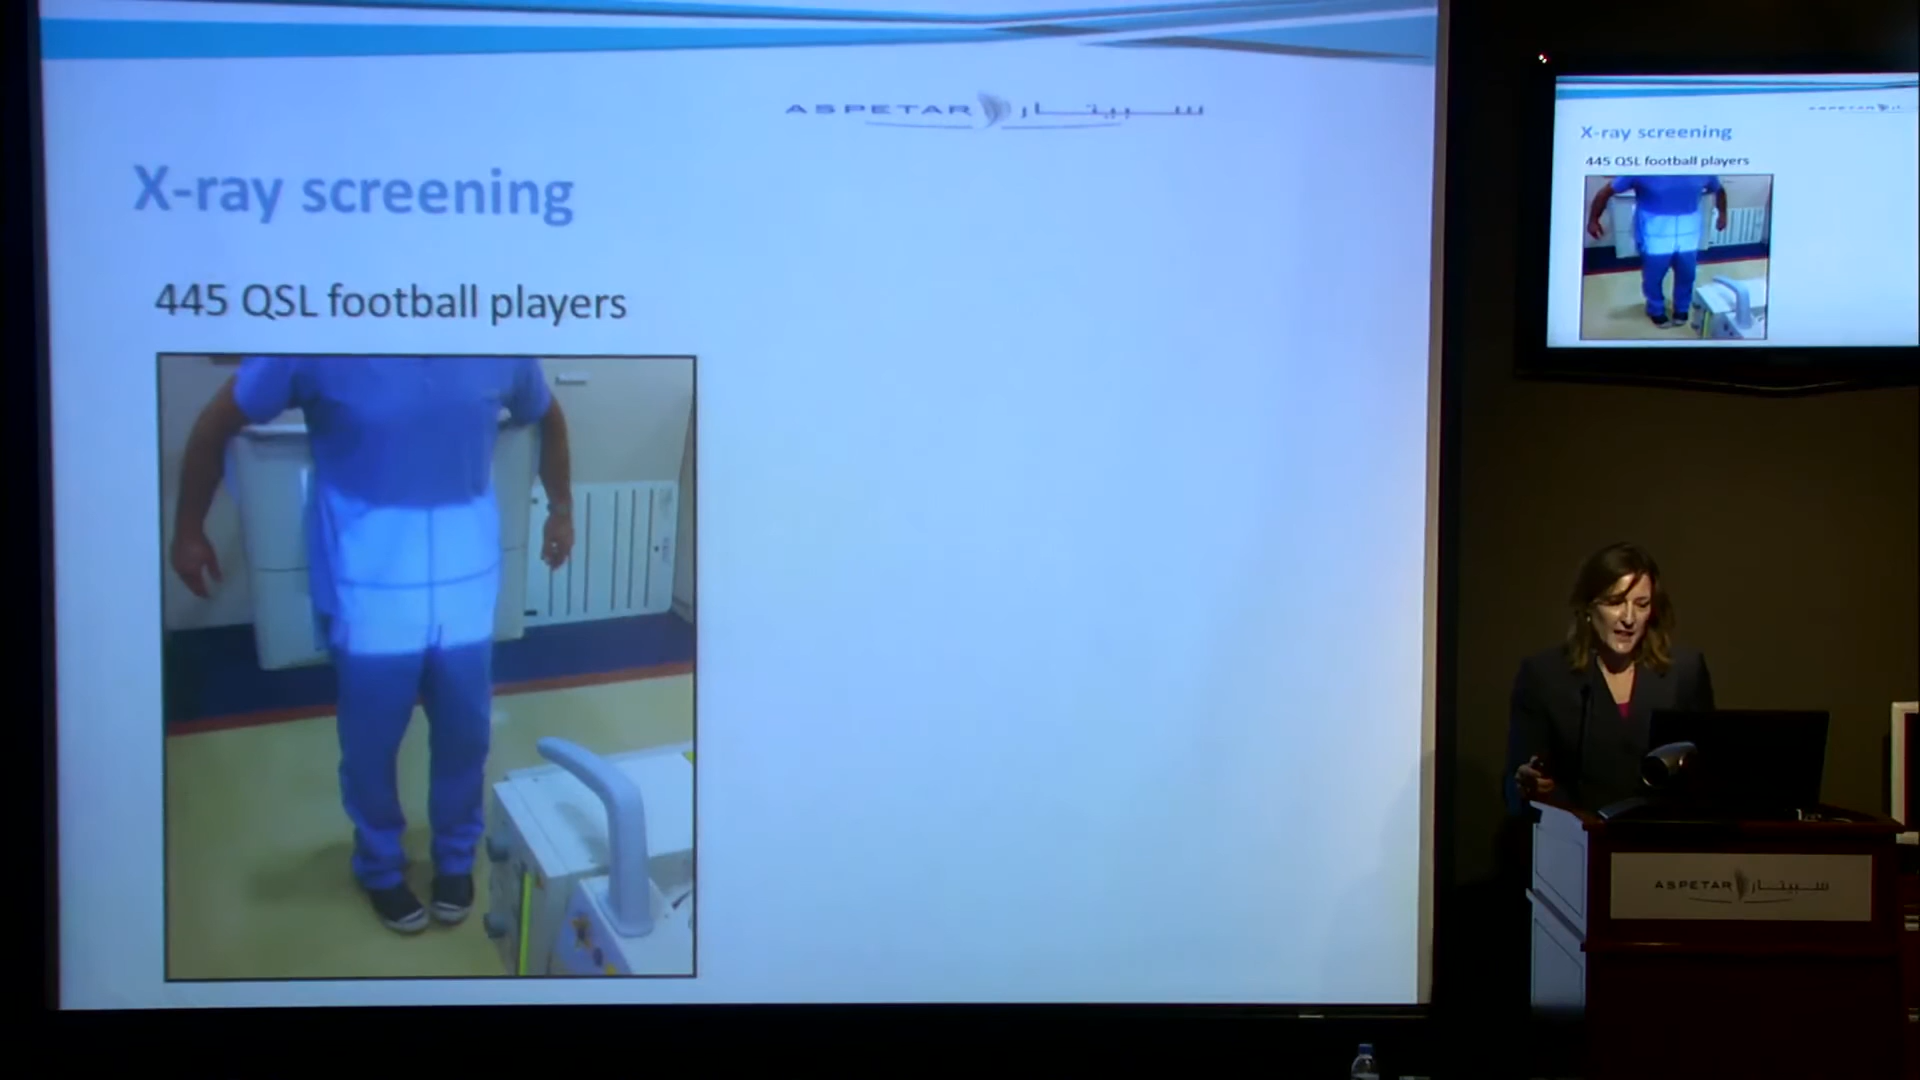 ASPETAR سبيتار
X-ray screening
445 QSL football players
X-ray screening
445 QSL football players
ASPETAR سبيتار